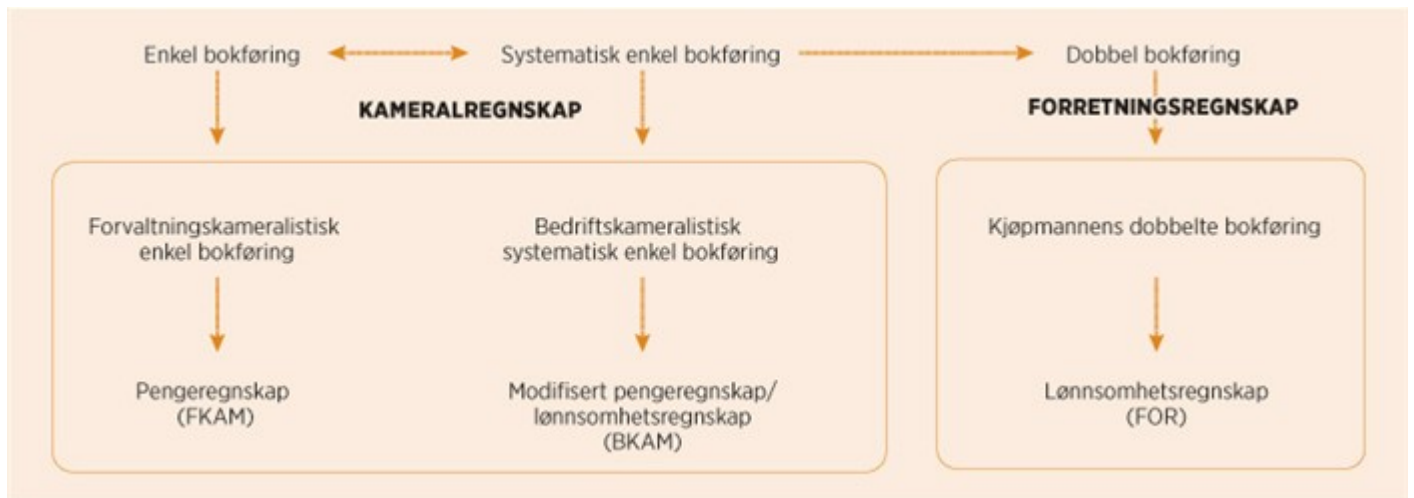 Enkel bokføring
Systematisk enkel bokføring
Dobbel bokføring
KAMERALREGNSKAP
FORRETNINGSREGNSKAP
Forvaltningskameralistisk
enkel bokføring
Bedriftskameralistisk
systematisk enkel bokføring
Kjøpmannens dobbelte bokføring
Pengeregnskap
(FKAM)
Modifisert pengeregnskap/
lønnsomhetsregnskap
(BKAM)
Lønnsomhetsregnskap
(FOR)